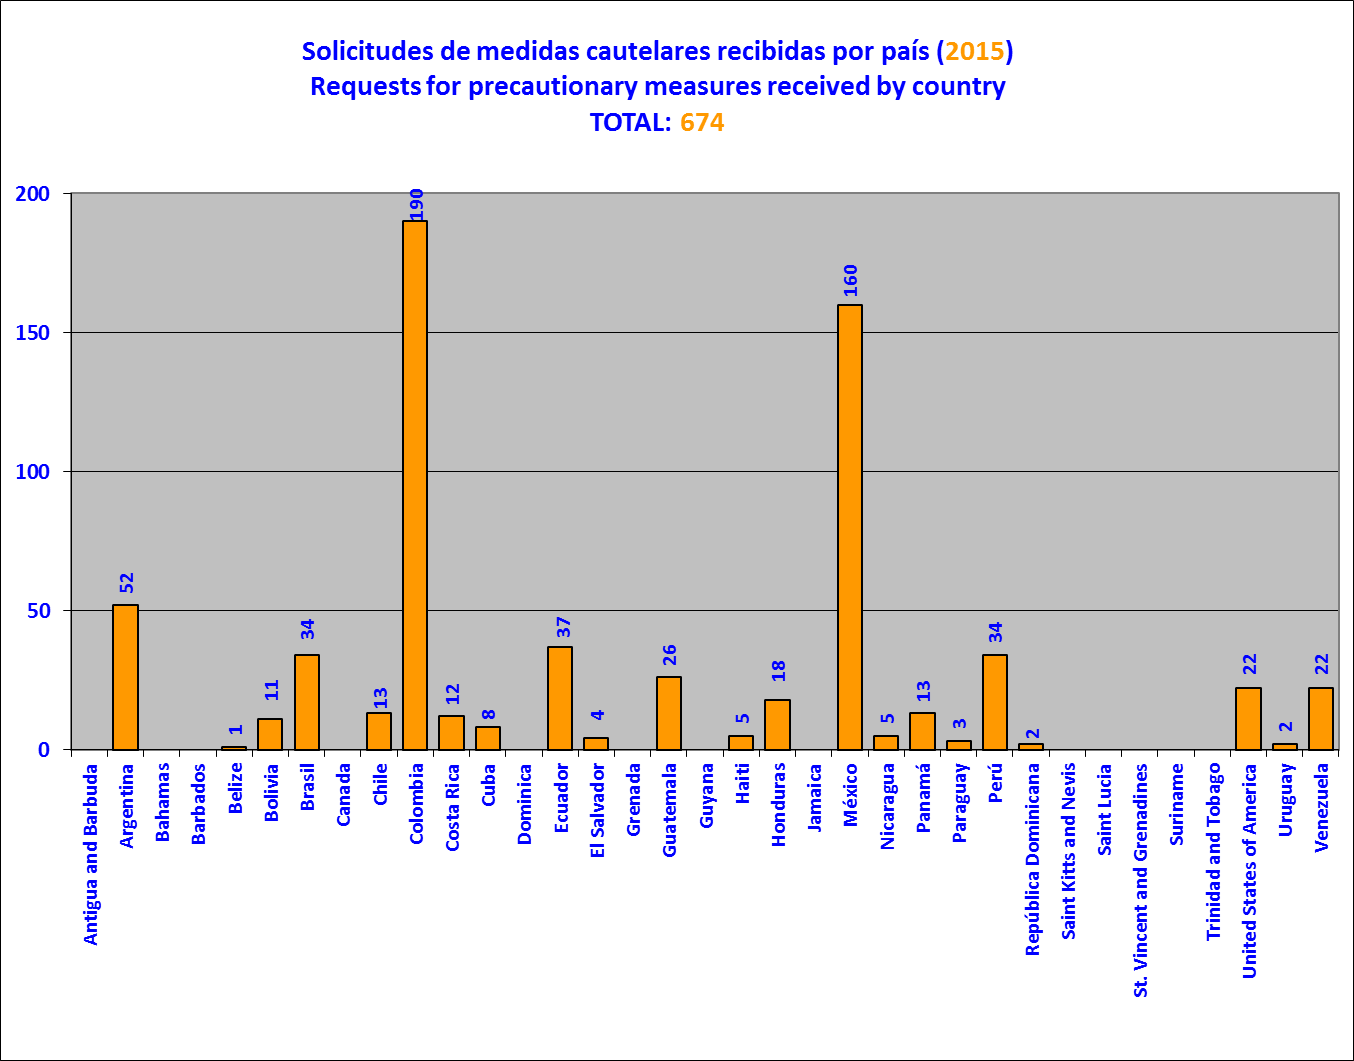 Solicitudes de medidas cautelares recibidas por país (2015)
Requests for precautionary measures received by country
TOTAL: 674
200
150
100
50
0
52
1
11
34
13
190
12
8
37
4
26
5
18
160
5
13
3
34
2
22
2
22
Antigua and Barbuda
Argentina
Bahamas
Barbados
Belize
Bolivia
Brasil
Canada
Chile
Colombia
Costa Rica
Cuba
Dominica
Ecuador
El Salvador
Grenada
Guatemala
Guyana
Haiti
Honduras
Jamaica
México
Nicaragua
Panamá
Paraguay
Perú
República Dominicana
Saint Kitts and Nevis
Saint Lucia
St. Vincent and Grenadines
Suriname
Trinidad and Tobago
United States of America
Uruguay
Venezuela